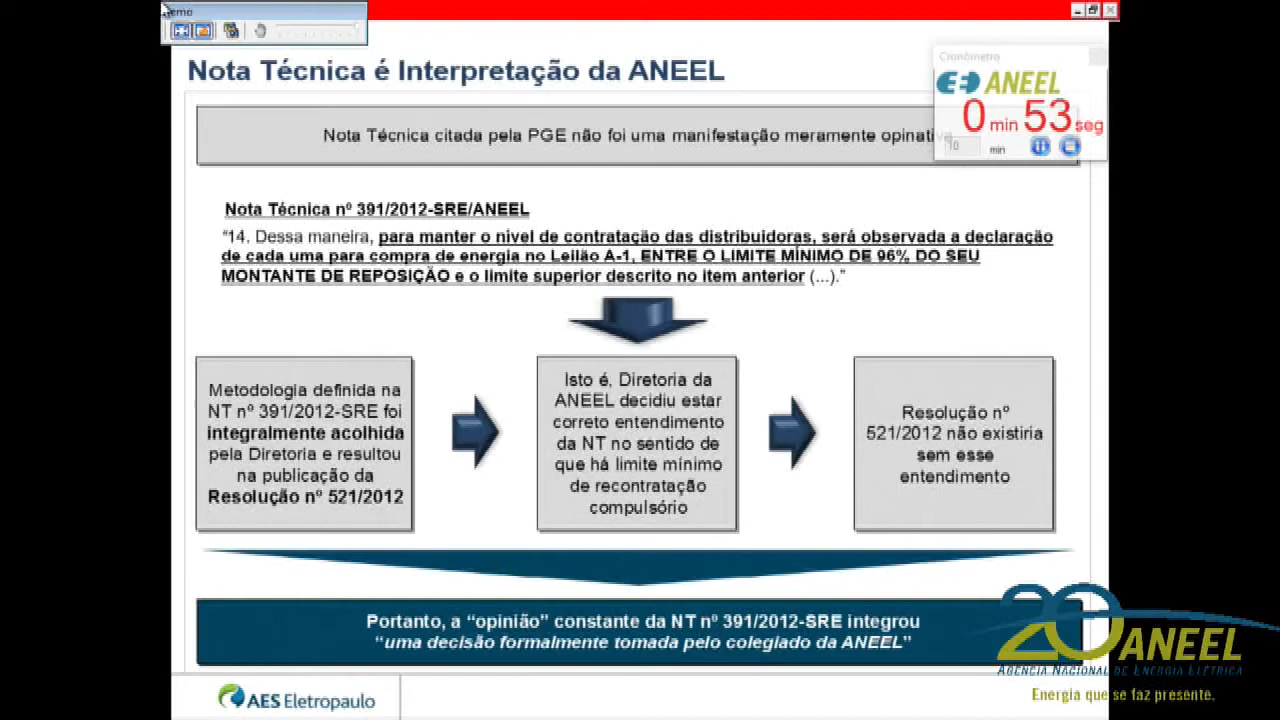 emo
Nota Técnica é Interpretação da ANEEL
Cronômetro
ANEEL
0 min 53 seg
10 min
Nota Técnica citada pela PGE não foi uma manifestação meramente opinativa
Nota Técnica nº 391/2012-SRE/ANEEL
“14. Dessa maneira, para manter o nivel de contratação das distribuidoras, será observada a declaração
de cada uma para compra de energia no Leilão A-1, ENTRE O LIMITE MÍNIMO DE 96% DO SEU
MONTANTE DE REPOSIÇÃO e o limite superior descrito no item anterior (...).”
Metodologia definida na
NT nº 391/2012-SRE foi
integralmente acolhida
pela Diretoria e resultou
na publicação da
Resolução nº 521/2012
Isto é, Diretoria da
ANEEL decidiu estar
correto entendimento
da NT no sentido de
que há limite mínimo
de recontratação
compulsório
Resolução nº
521/2012 não existiria
sem esse
entendimento
Portanto, a “opinião” constante da NT nº 391/2012-SRE integrou
“uma decisão formalmente tomada pelo colegiado da ANEEL”
AES Eletropaulo
20 ANEEL
AGÊNCIA NACIONAL DE ENERGIA ELÉTRICA
Energia que se faz presente.